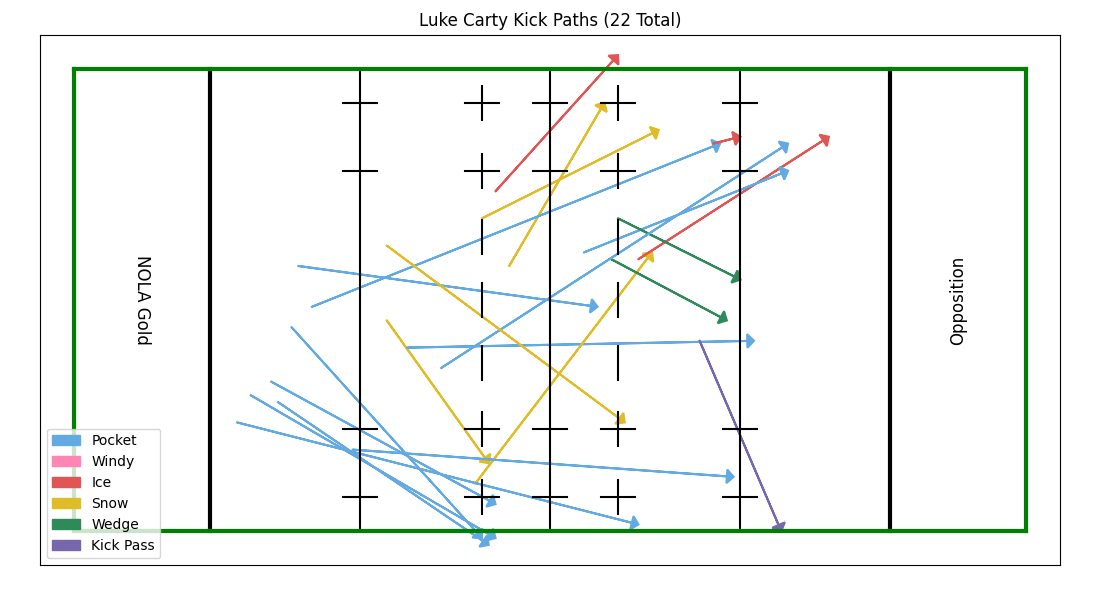 Luke Carty Kick Paths (22 Total)
NOLA Gold
Opposition
Pocket
Windy
Ice
Snow
Wedge
Kick Pass